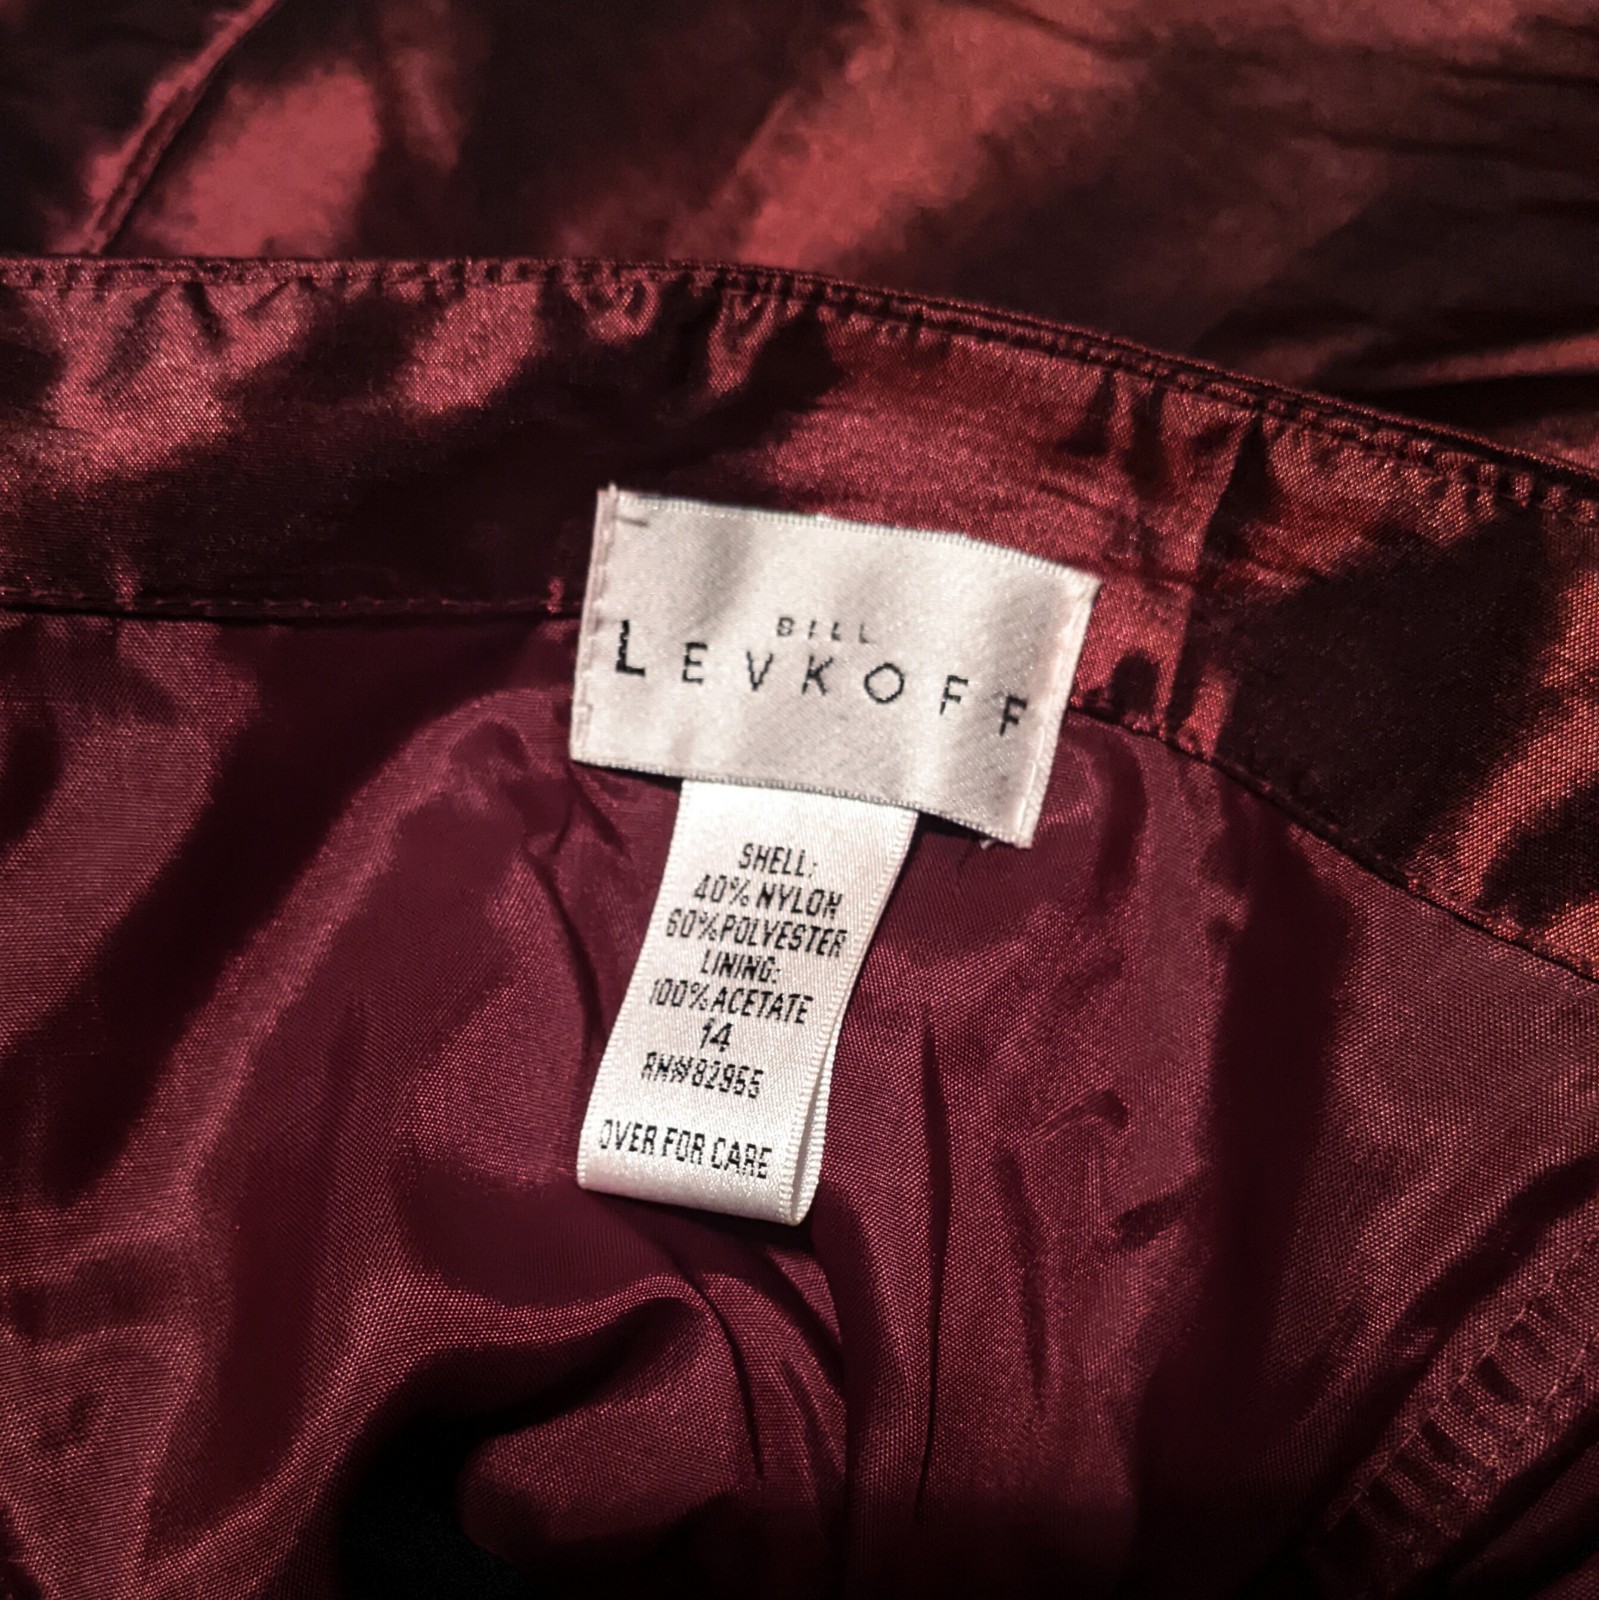 BILL
LEVKOFF
SHELL:
40% NYLON
60% POLYESTER
LINING:
100% ACETATE
14
RN#82955
OVER FOR CARE